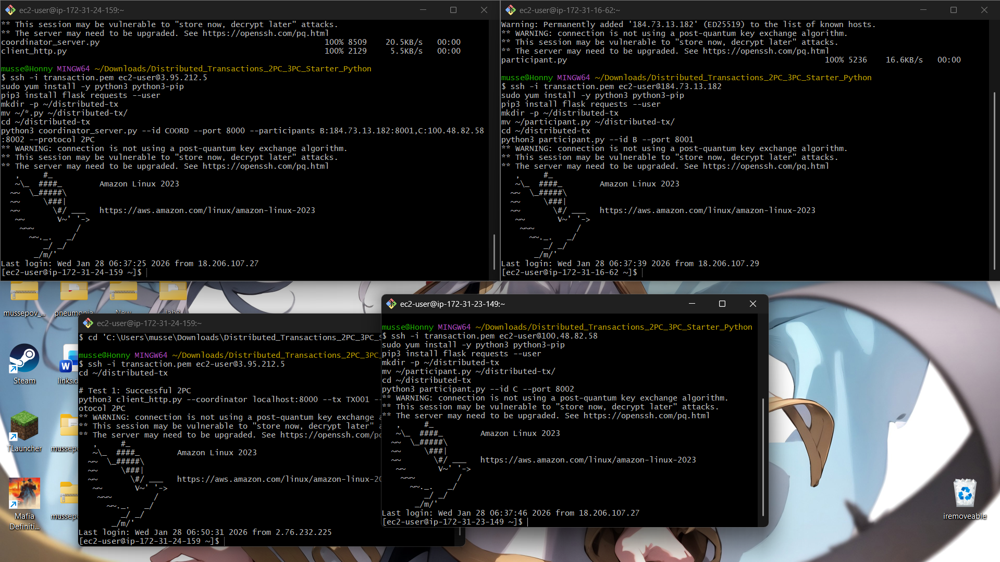 ec2-user@ip-172-31-24-159:~
** This session may be vulnerable to "store now, decrypt later" attacks.
** The server may need to be upgraded. See https://openssh.com/pq.html
coordinator_server.py 100% 8509 20.5KB/s 00:00
client_http.py 100% 2129 5.5KB/s 00:00
musse@Honny MINGW64 ~/Downloads/Distributed_Transactions_2PC_3PC_Starter_Python
$ ssh -i transaction.pem ec2-user@3.95.212.5
sudo yum install -y python3 python3-pip
pip3 install flask requests --user
mkdir -p ~/distributed-tx
mv ~/*.py ~/distributed-tx/
cd ~/distributed-tx
python3 coordinator_server.py --id COORD --port 8000 --participants B:184.73.13.182:8001,C:100.48.82.58
:8002 --protocol 2PC
** WARNING: connection is not using a post-quantum key exchange algorithm.
** This session may be vulnerable to "store now, decrypt later" attacks.
** The server may need to be upgraded. See https://openssh.com/pq.html
   ,     #_
   ~\_  ####_        Amazon Linux 2023
  ~~  \_#####\
  ~~     \###|
  ~~       \#/ ___   https://aws.amazon.com/linux/amazon-linux-2023
   ~~       V~' '->
    ~~~         /
      ~~._.   _/
         _/ _/
       _/m/'
Last login: Wed Jan 28 06:37:25 2026 from 18.206.107.27
[ec2-user@ip-172-31-24-159 ~]$
ec2-user@ip-172-31-16-62:~
Warning: Permanently added '184.73.13.182' (ED25519) to the list of known hosts.
** WARNING: connection is not using a post-quantum key exchange algorithm.
** This session may be vulnerable to "store now, decrypt later" attacks.
** The server may need to be upgraded. See https://openssh.com/pq.html
participant.py 100% 5236 16.6KB/s 00:00
musse@Honny MINGW64 ~/Downloads/Distributed_Transactions_2PC_3PC_Starter_Python
$ ssh -i transaction.pem ec2-user@184.73.13.182
sudo yum install -y python3 python3-pip
pip3 install flask requests --user
mkdir -p ~/distributed-tx
mv ~/participant.py ~/distributed-tx/
cd ~/distributed-tx
python3 participant.py --id B --port 8001
** WARNING: connection is not using a post-quantum key exchange algorithm.
** This session may be vulnerable to "store now, decrypt later" attacks.
** The server may need to be upgraded. See https://openssh.com/pq.html
   ,     #_
   ~\_  ####_        Amazon Linux 2023
  ~~  \_#####\
  ~~     \###|
  ~~       \#/ ___   https://aws.amazon.com/linux/amazon-linux-2023
   ~~       V~' '->
    ~~~         /
      ~~._.   _/
         _/ _/
       _/m/'
Last login: Wed Jan 28 06:37:39 2026 from 18.206.107.29
[ec2-user@ip-172-31-16-62 ~]$
mussepov_... pneumonia New lab3
Steam
links.d
TLauncher
mussepo
Mafia
Definiti...
mussepo
ec2-user@ip-172-31-24-159:~
$ cd 'C:\Users\musse\Downloads\Distributed_Transactions_2PC_3PC_S
musse@Honny MINGW64 ~/Downloads/Distributed_Transactions_2PC_3PC_
$ ssh -i transaction.pem ec2-user@3.95.212.5
cd ~/distributed-tx
# Test 1: Successful 2PC
python3 client_http.py --coordinator localhost:8000 --tx TX001 --
otocol 2PC
** WARNING: connection is not using a post-quantum key exchange a
** This session may be vulnerable to "store now, decrypt later" a
** The server may need to be upgraded. See https://openssh.com/pq
   ,     #_
   ~\_  ####_        Amazon Linux 2023
  ~~  \_#####\
  ~~     \###|
  ~~       \#/ ___   https://aws.amazon.com/linux/amazon-linux-20
   ~~       V~' '->
    ~~~         /
      ~~._.   _/
         _/ _/
       _/m/'
Last login: Wed Jan 28 06:50:31 2026 from 2.76.232.225
[ec2-user@ip-172-31-24-159 ~]$
ec2-user@ip-172-31-23-149:~
musse@Honny MINGW64 ~/Downloads/Distributed_Transactions_2PC_3PC_Starter_Python
$ ssh -i transaction.pem ec2-user@100.48.82.58
sudo yum install -y python3 python3-pip
pip3 install flask requests --user
mkdir -p ~/distributed-tx
mv ~/participant.py ~/distributed-tx/
cd ~/distributed-tx
python3 participant.py --id C --port 8002
** WARNING: connection is not using a post-quantum key exchange algorithm.
** This session may be vulnerable to "store now, decrypt later" attacks.
** The server may need to be upgraded. See https://openssh.com/pq.html
   ,     #_
   ~\_  ####_        Amazon Linux 2023
  ~~  \_#####\
  ~~     \###|
  ~~       \#/ ___   https://aws.amazon.com/linux/amazon-linux-2023
   ~~       V~' '->
    ~~~         /
      ~~._.   _/
         _/ _/
       _/m/'
Last login: Wed Jan 28 06:37:46 2026 from 18.206.107.27
[ec2-user@ip-172-31-23-149 ~]$
iremoveable